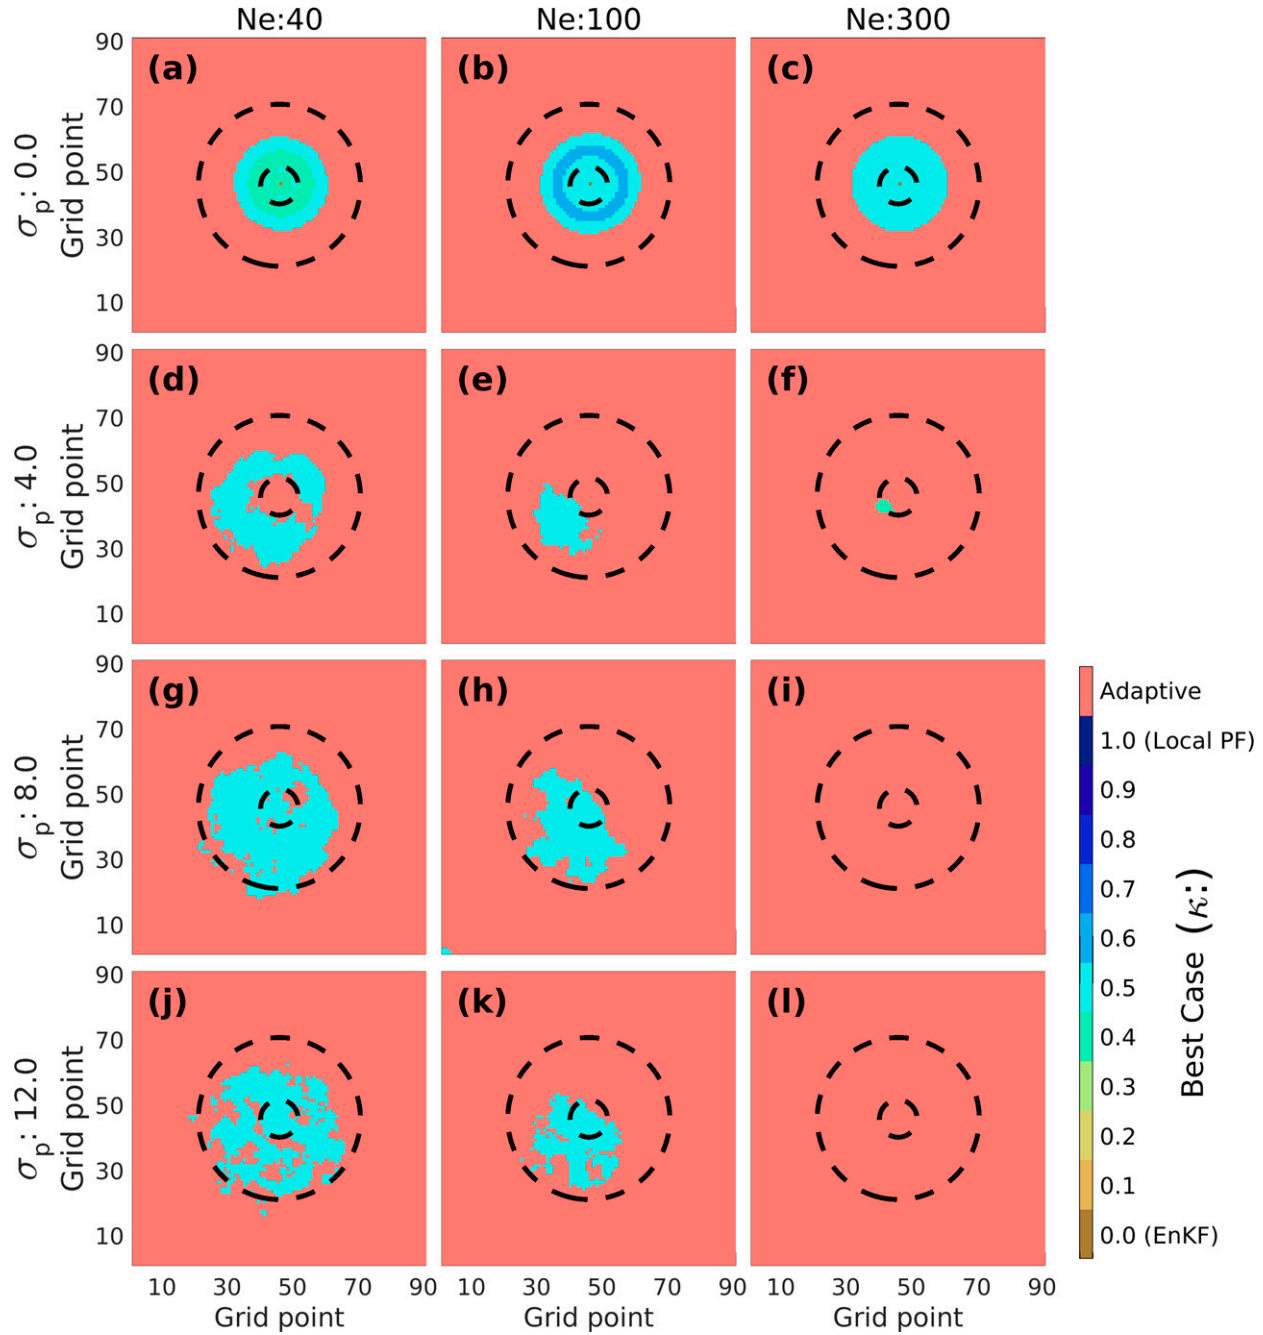 Ne:40 Ne:100 Ne:300
σp: 0.0
Grid point
90
70
50
30
10
(a) (b) (c)
σp: 4.0
Grid point
90
70
50
30
10
(d) (e) (f)
σp: 8.0
Grid point
90
70
50
30
10
(g) (h) (i)
σp: 12.0
Grid point
90
70
50
30
10
(j) (k) (l)
10 30 50 70 90 10 30 50 70 90 10 30 50 70 90
Grid point Grid point Grid point
Adaptive
1.0 (Local PF)
0.9
0.8
0.7
0.6
0.5
0.4
0.3
0.2
0.1
0.0 (EnKF)
Best Case (κ:)